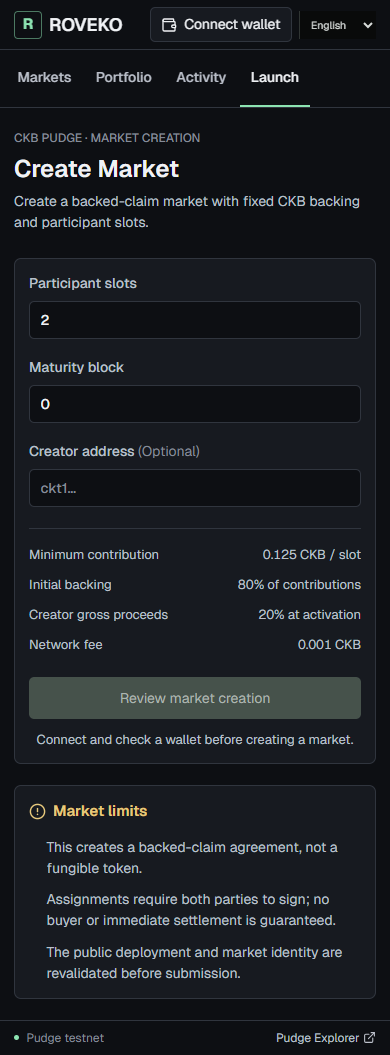 R ROVEKO Connect wallet English
Markets Portfolio Activity Launch
CKB PUDGE · MARKET CREATION
Create Market
Create a backed-claim market with fixed CKB backing
and participant slots.
Participant slots
2
Maturity block
0
Creator address (Optional)
ckt1...
Minimum contribution 0.125 CKB / slot
Initial backing 80% of contributions
Creator gross proceeds 20% at activation
Network fee 0.001 CKB
Review market creation
Connect and check a wallet before creating a market.
Market limits
This creates a backed-claim agreement, not a
fungible token.
Assignments require both parties to sign; no
buyer or immediate settlement is guaranteed.
The public deployment and market identity are
revalidated before submission.
Pudge testnet Pudge Explorer